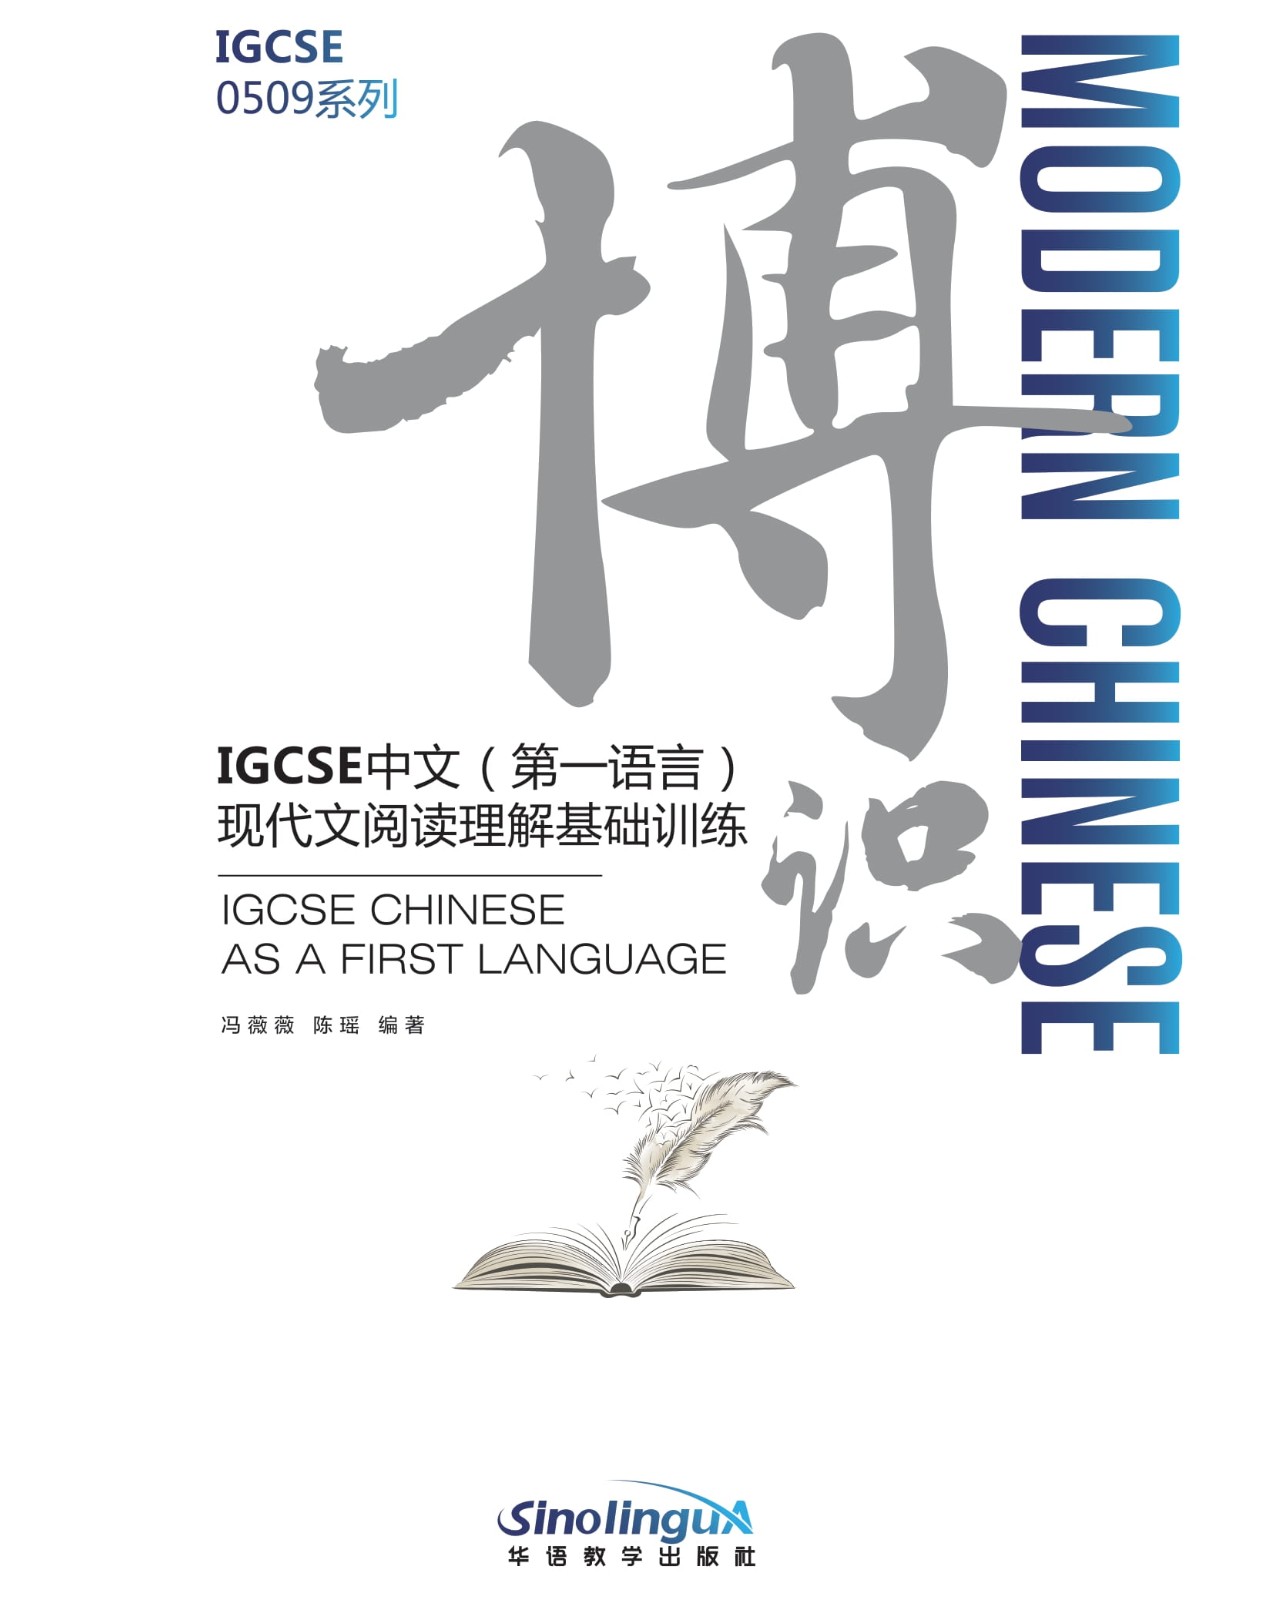 IGCSE
0509系列
博识
MODERN CHINESE
IGCSE中文（第一语言）
现代文阅读理解基础训练
IGCSE CHINESE
AS A FIRST LANGUAGE
冯薇薇 陈瑶 编著
SinolinguA
华语教学出版社